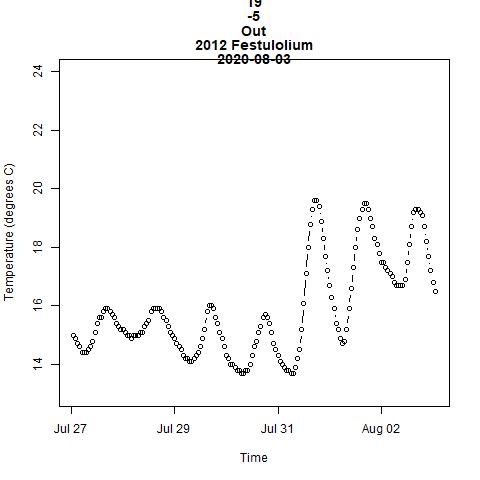 19
-5
Out
2012 Festulolium
2020-08-03
24
22
20
18
16
14
Temperature (degrees C)
Jul 27
Jul 29
Jul 31
Aug 02
Time